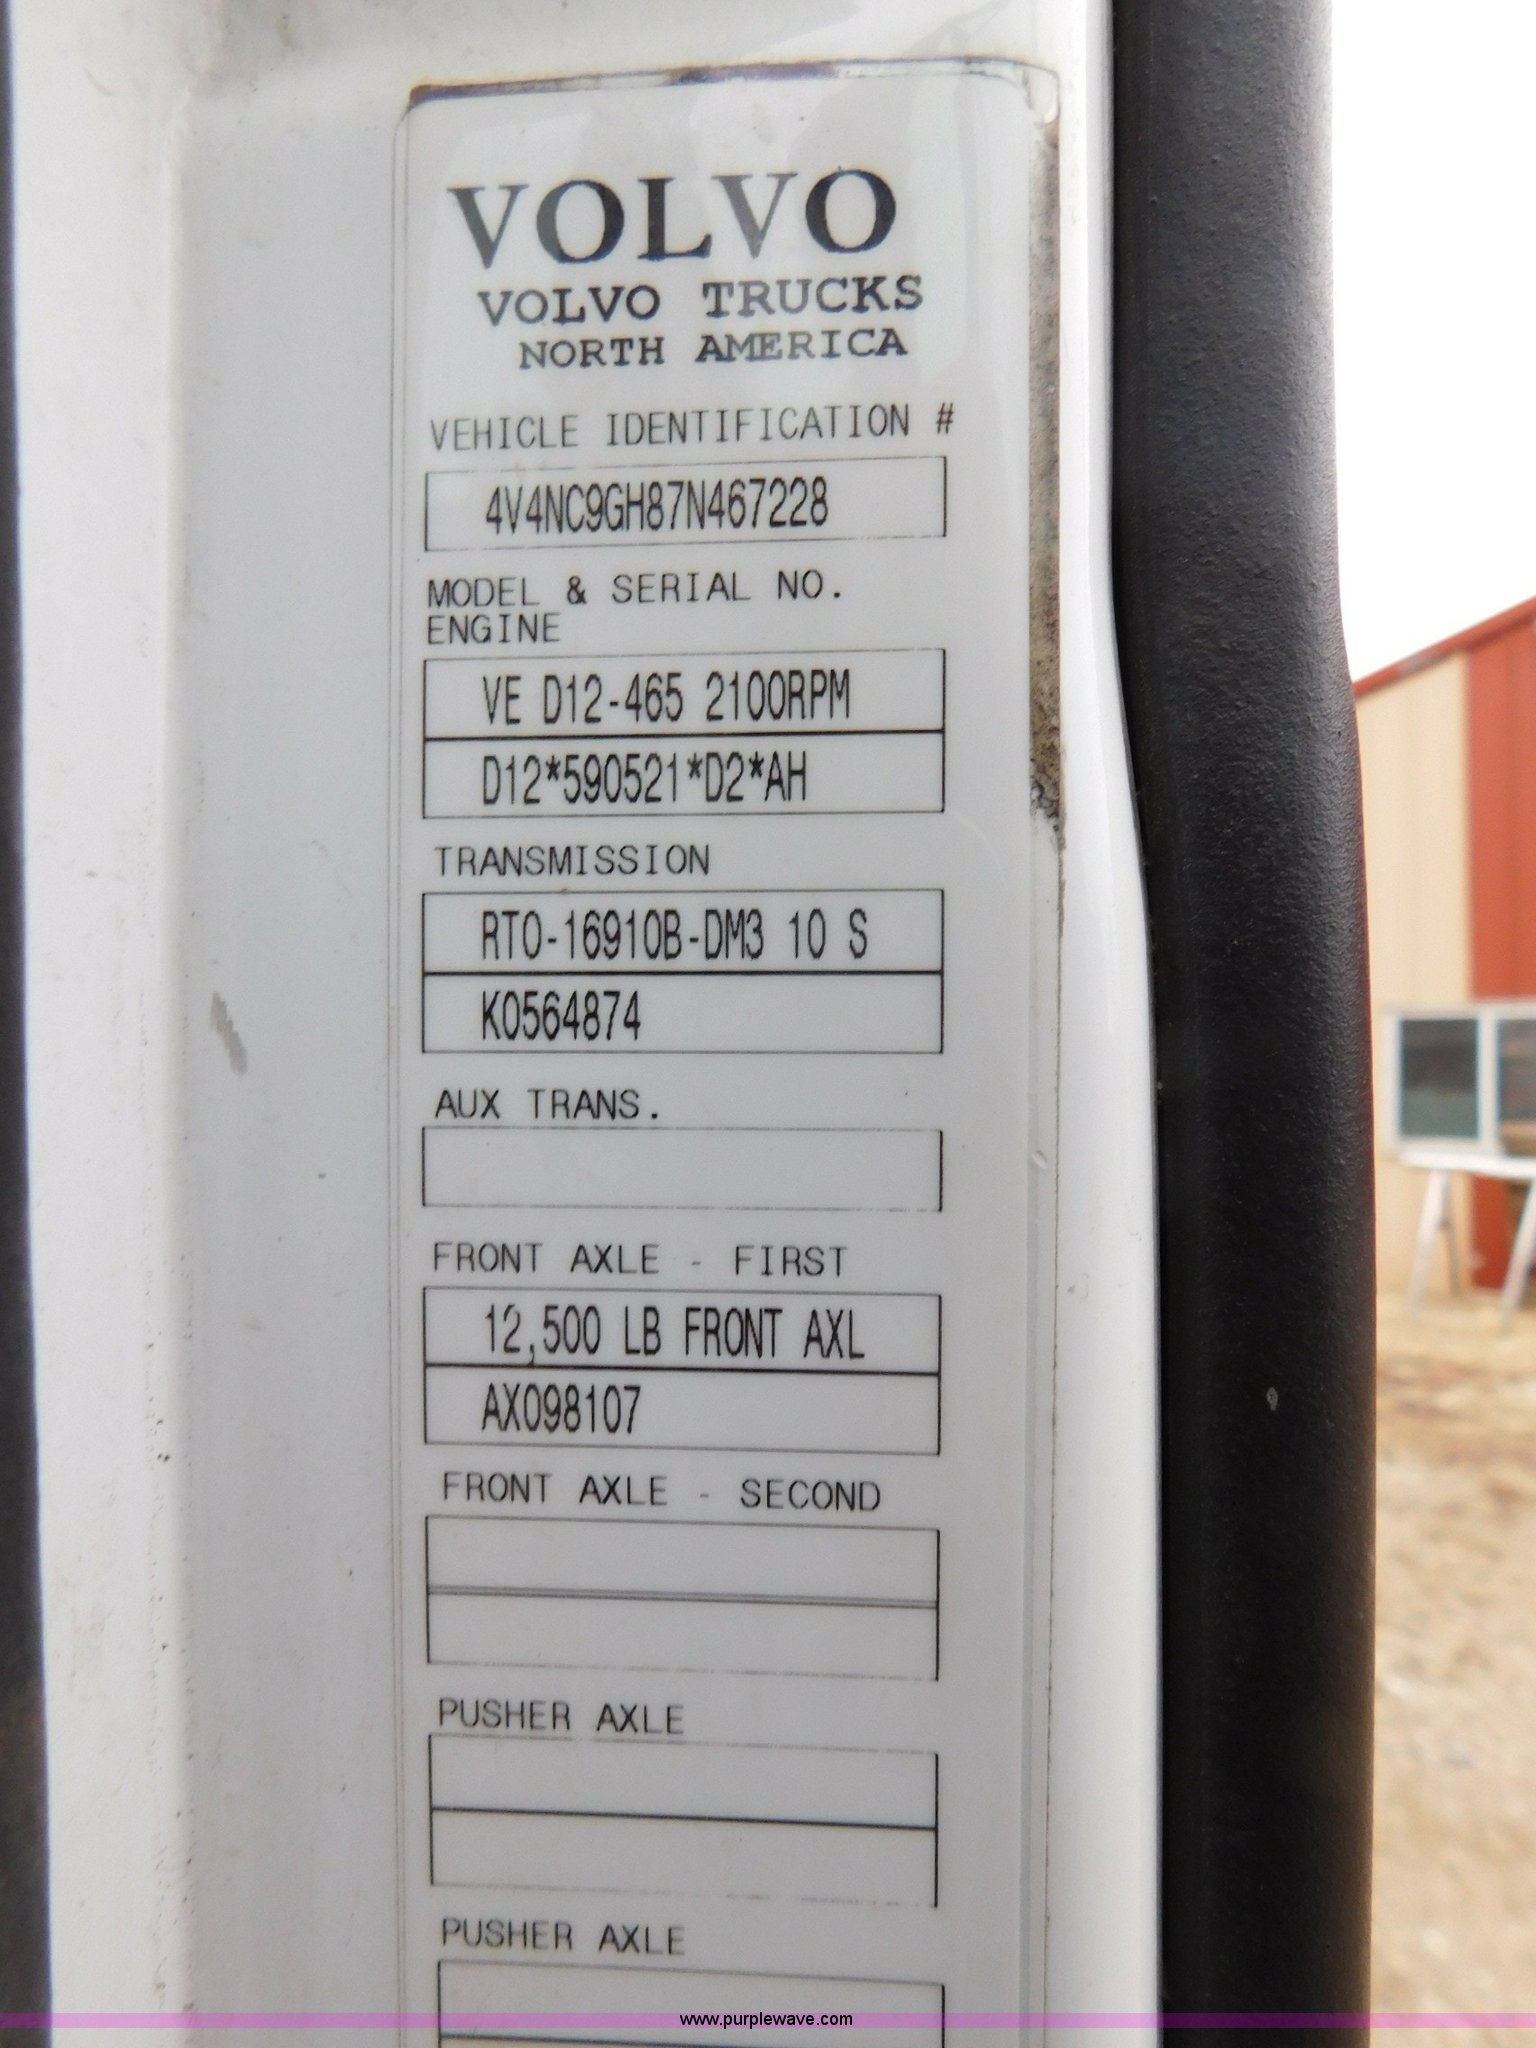 VOLVO
VOLVO TRUCKS
NORTH AMERICA
VEHICLE IDENTIFICATION #
4V4NC9GH87N467228
MODEL & SERIAL NO.
ENGINE
VE D12-465 2100RPM
D12*590521*D2*AH
TRANSMISSION
RTO-16910B-DM3 10 S
K0564874
AUX TRANS.
FRONT AXLE - FIRST
12,500 LB FRONT AXL
AX098107
FRONT AXLE - SECOND
PUSHER AXLE
PUSHER AXLE
www.purplewave.com